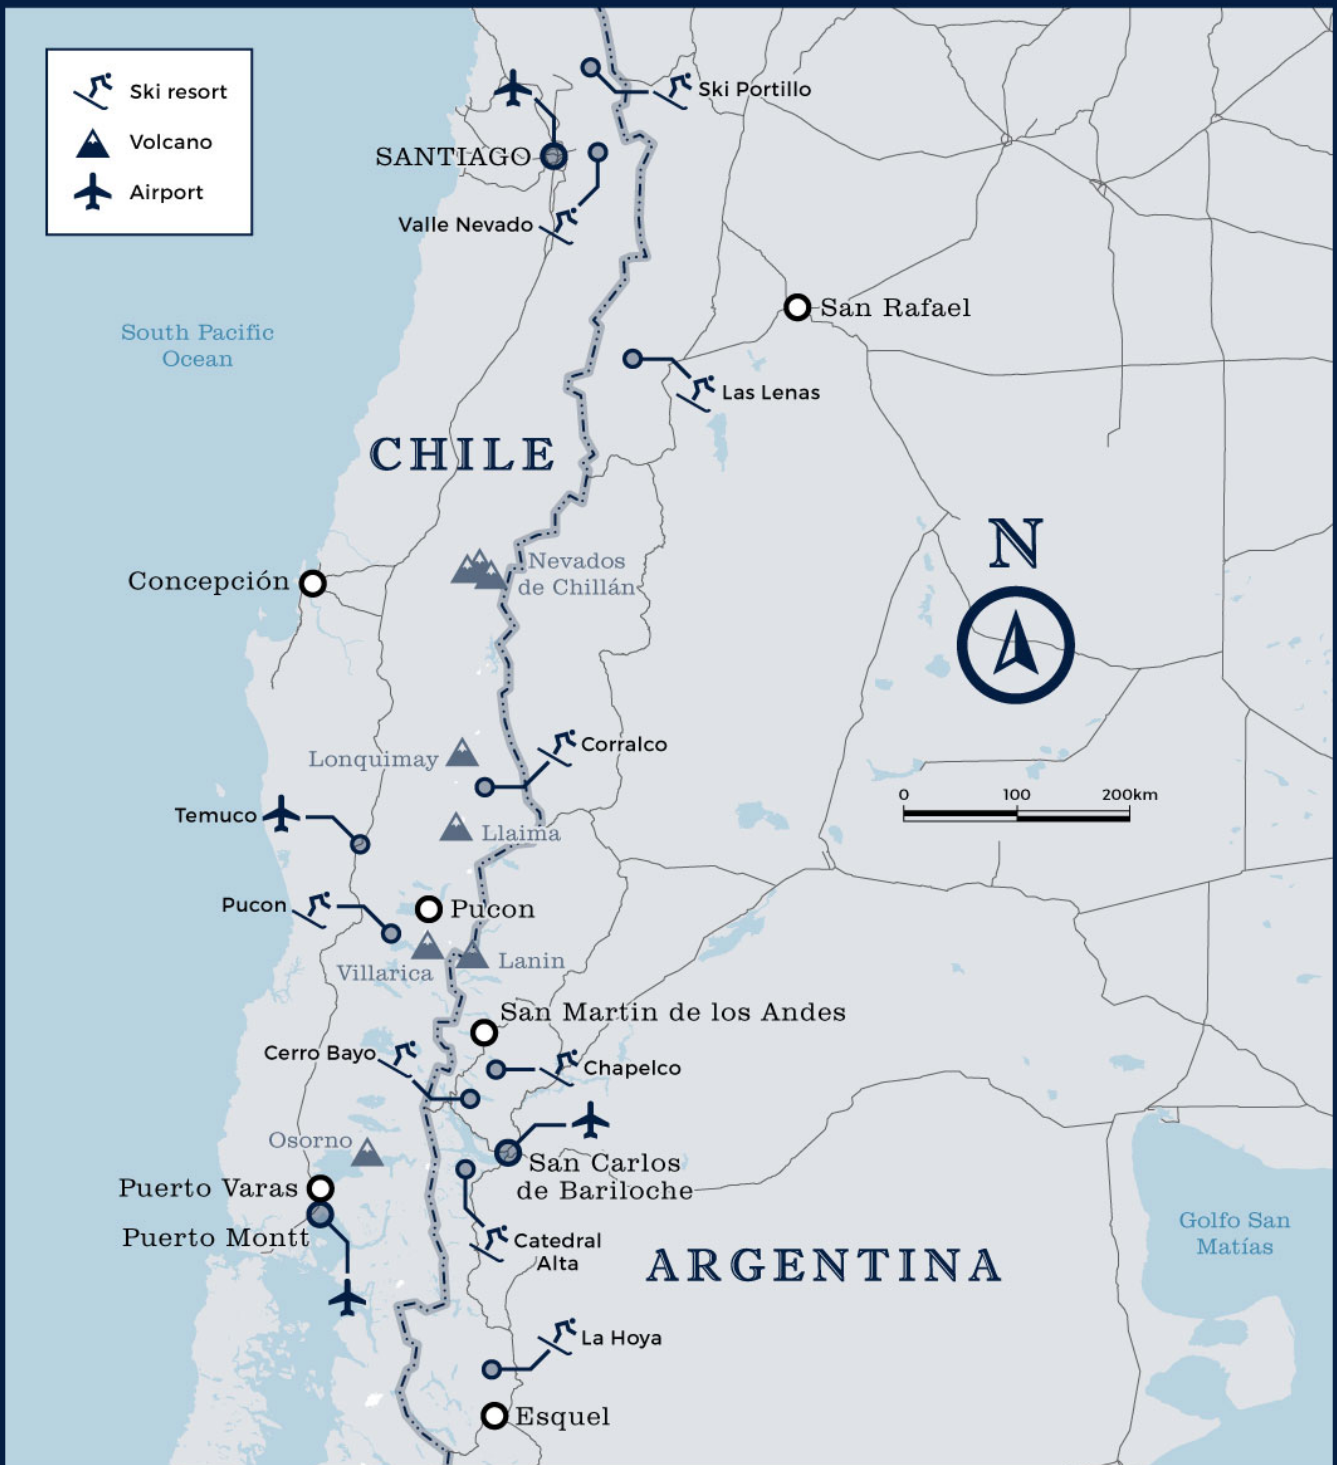 Ski resort
Volcano
Airport
Ski Portillo
SANTIAGO
Valle Nevado
San Rafael
South Pacific
Ocean
Las Lenas
CHILE
N
Nevados
de Chillán
Concepción
Corralco
Lonquimay
0 100 200km
Temuco
Llaima
Pucon
Pucon
Villarica
Lanin
San Martin de los Andes
Cerro Bayo
Chapelco
Osorno
San Carlos
de Bariloche
Puerto Varas
Puerto Montt
Golfo San
Matías
Catedral
Alta
ARGENTINA
La Hoya
Esquel